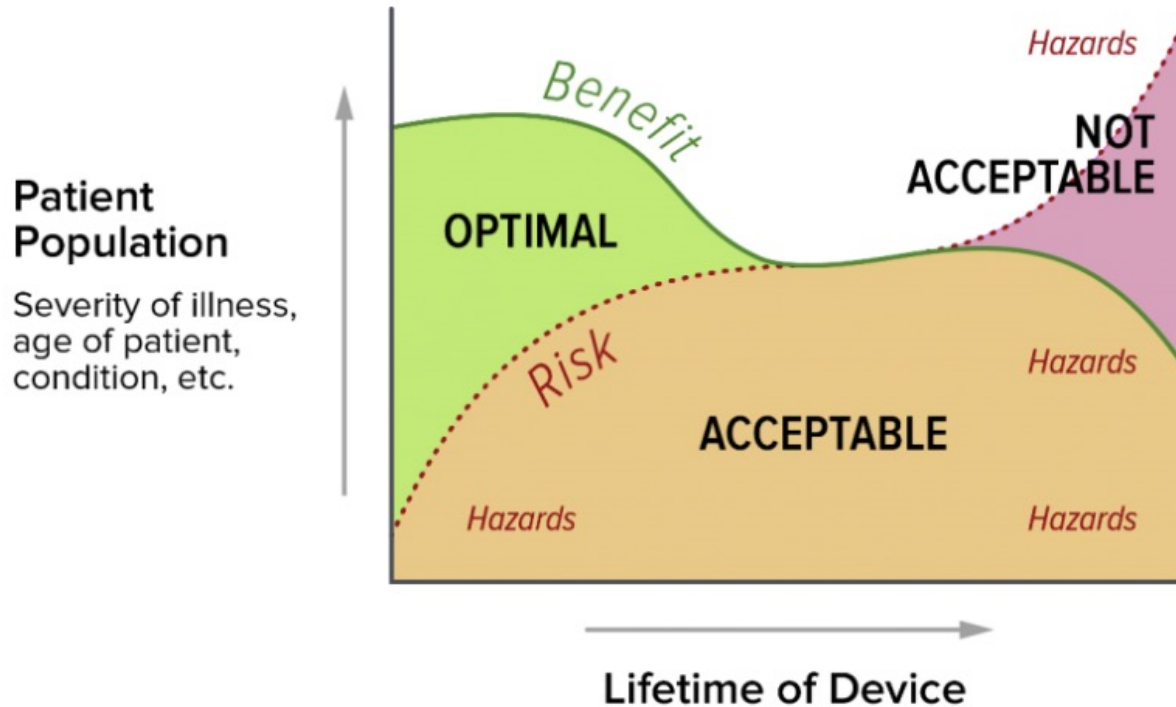 Hazards
Benefit
NOT
ACCEPTABLE
Patient
Population
OPTIMAL
Severity of illness,
age of patient,
condition, etc.
Risk
Hazards
ACCEPTABLE
Hazards
Hazards
Lifetime of Device